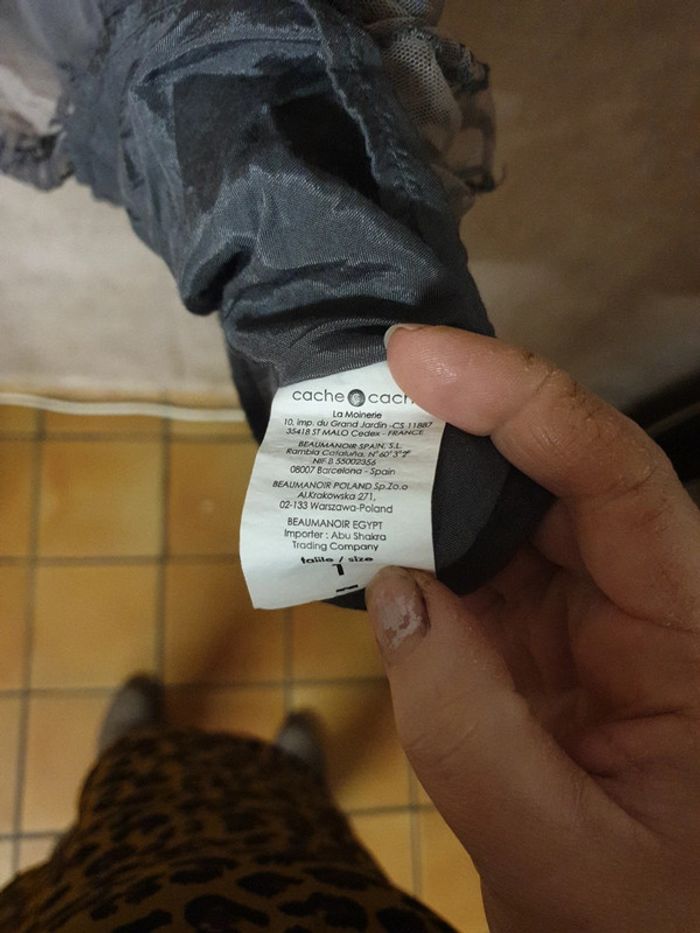 cache cach
La Moinerie
10, imp. du Grand Jardin -CS 11887
35418 ST MALO Cedex - FRANCE
BEAUMANOIR SPAIN, S.L.
Rambla Cataluña, N°60°3°2ª
NIF.B 55002356
08007 Barcelona - Spain
BEAUMANOIR POLAND Sp.Zo.o
Al.Krakowska 271,
02-133 Warszawa-Poland
BEAUMANOIR EGYPT
Importer : Abu Shakra
Trading Company
taille / size
1